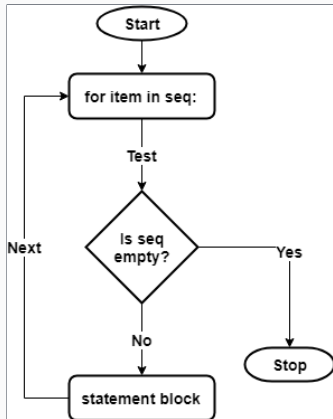 Start
for item in seq:
Test
Is seq
empty?
Next
Yes
No
Stop
statement block